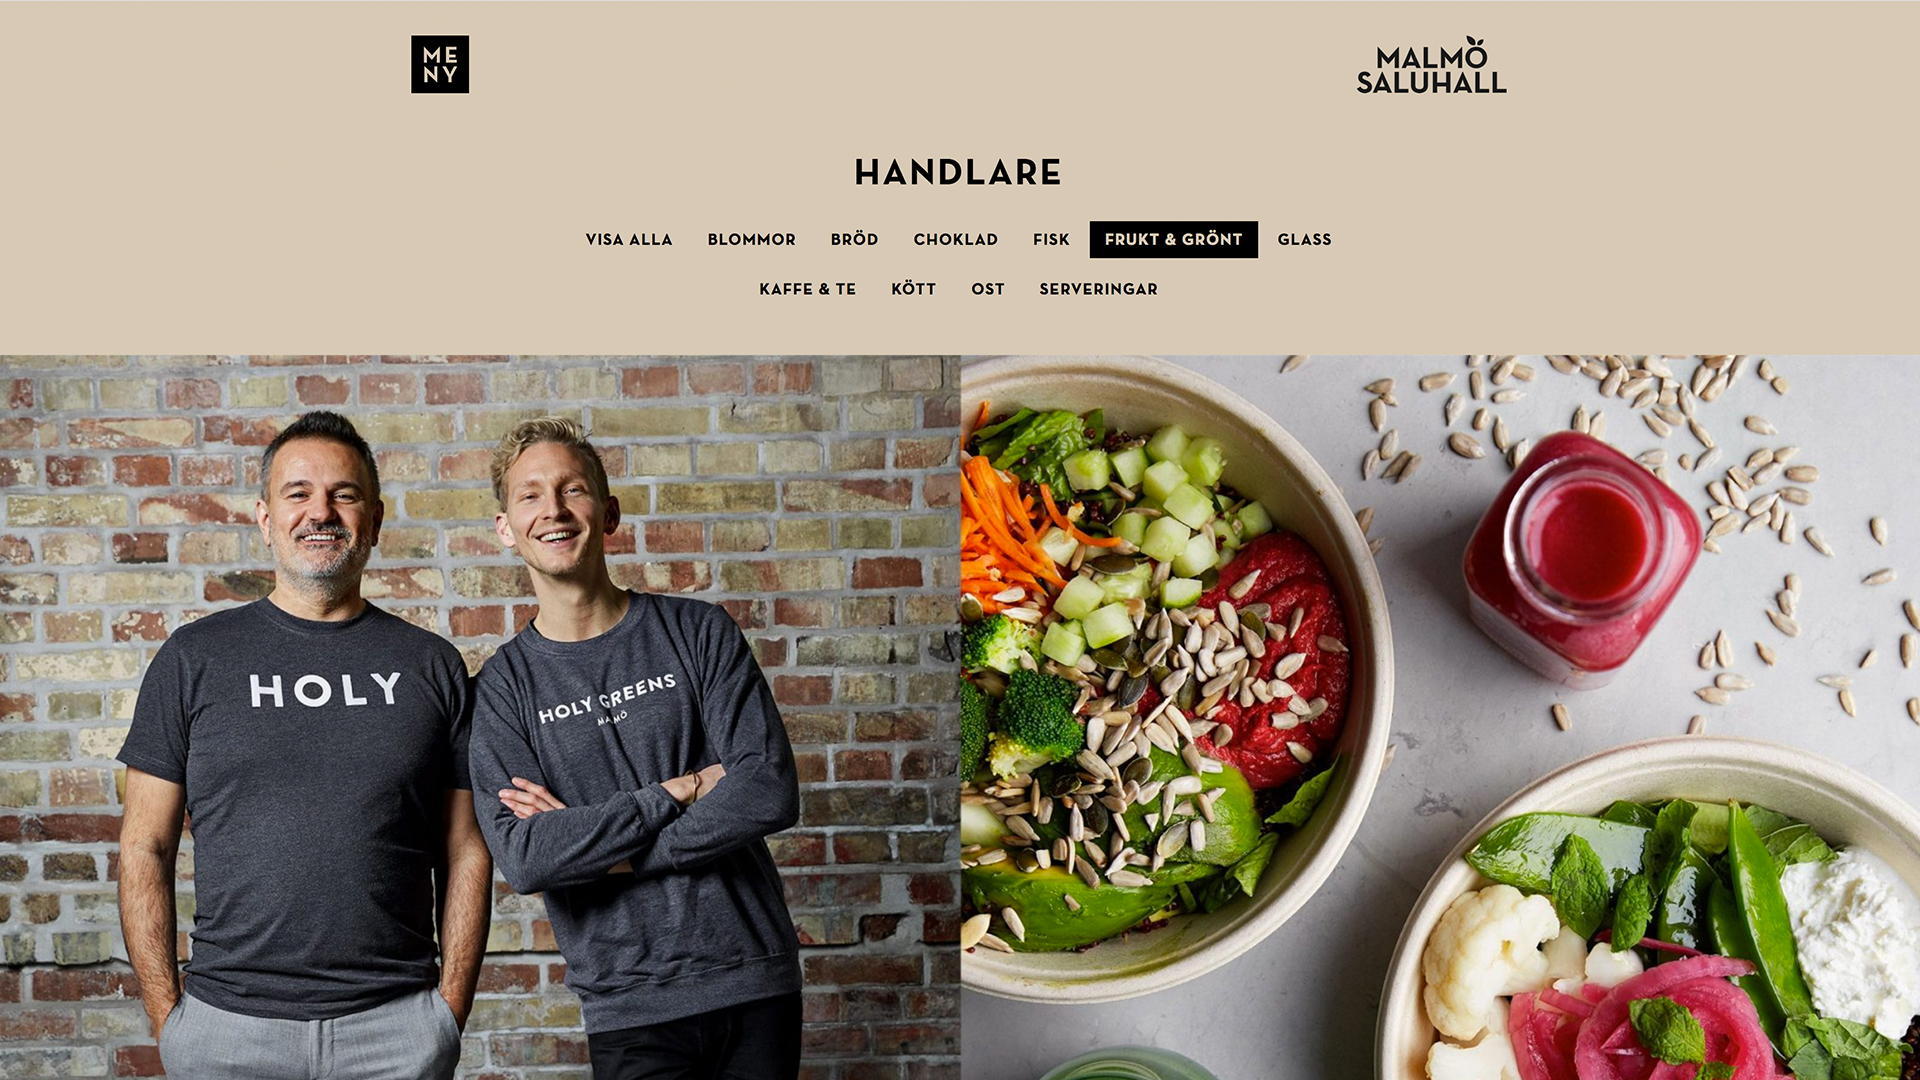 ME
NY
MALMÖ
SALUHALL
HANDLARE
VISA ALLA BLOMMOR BRÖD CHOKLAD FISK FRUKT & GRÖNT GLASS
KAFFE & TE KÖTT OST SERVERINGAR
HOLY
HOLY GREENS
MALMÖ